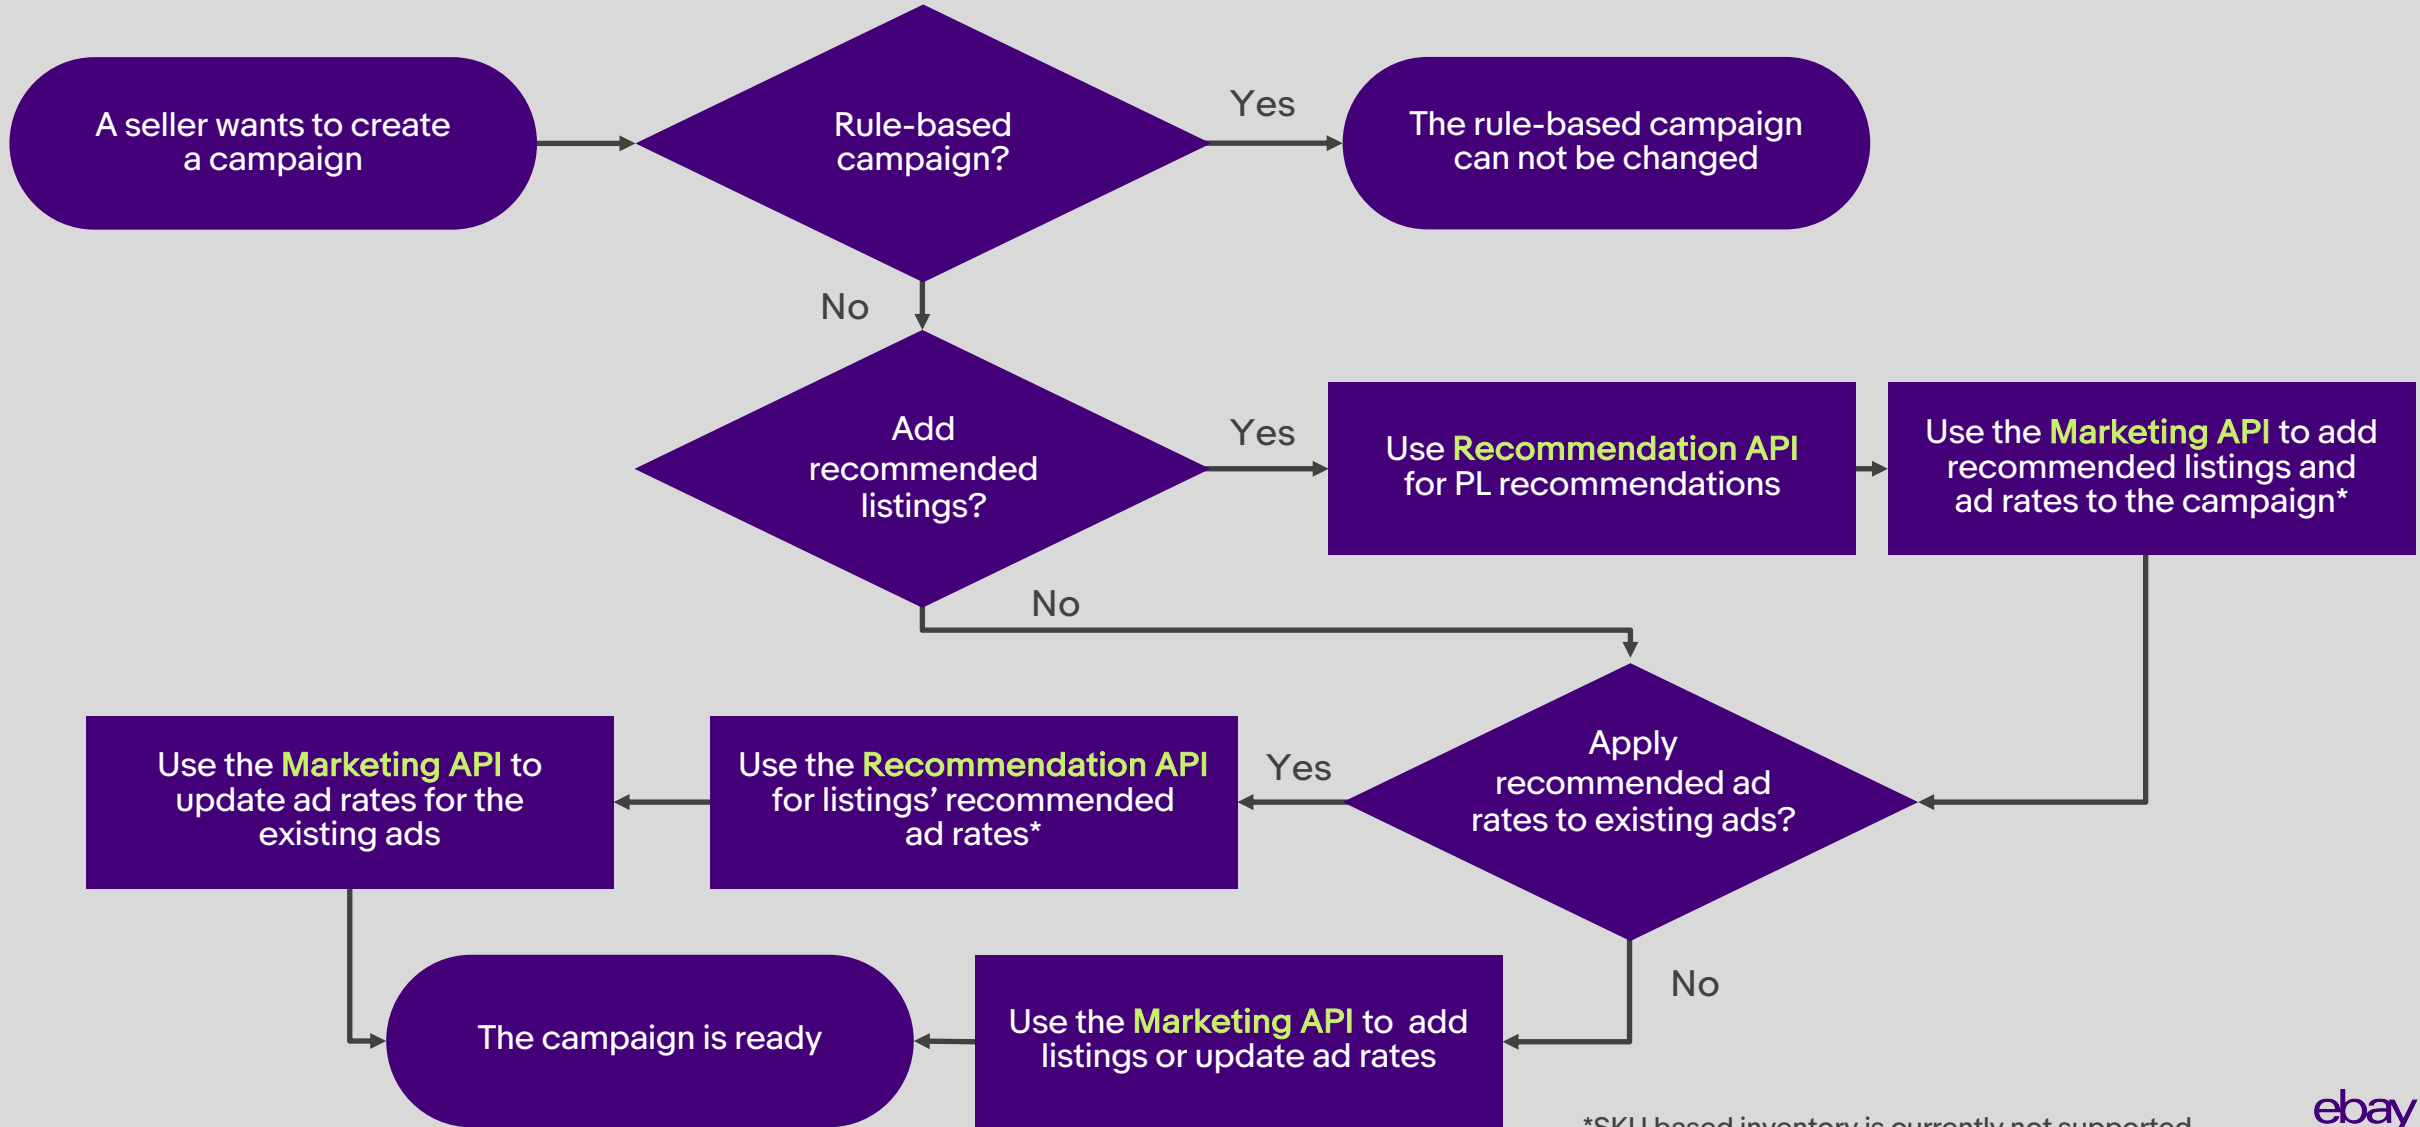 A seller wants to create
a campaign
Rule-based
campaign?
Yes
The rule-based campaign
can not be changed
No
Add
recommended
listings?
Yes
Use Recommendation API
for PL recommendations
Use the Marketing API to add
recommended listings and
ad rates to the campaign*
No
Apply
recommended ad
rates to existing ads?
Yes
Use the Recommendation API
for listings’ recommended
ad rates*
Use the Marketing API to
update ad rates for the
existing ads
No
Use the Marketing API to add
listings or update ad rates
The campaign is ready
*SKU based inventory is currently not supported
ebay